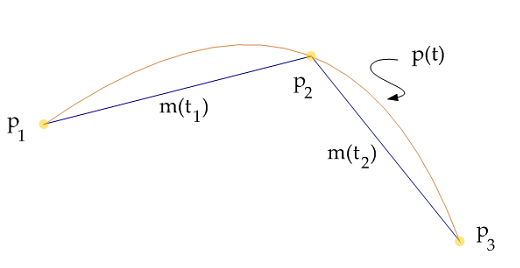 p(t)
p₂
m(t₁)
p₁
m(t₂)
p₃